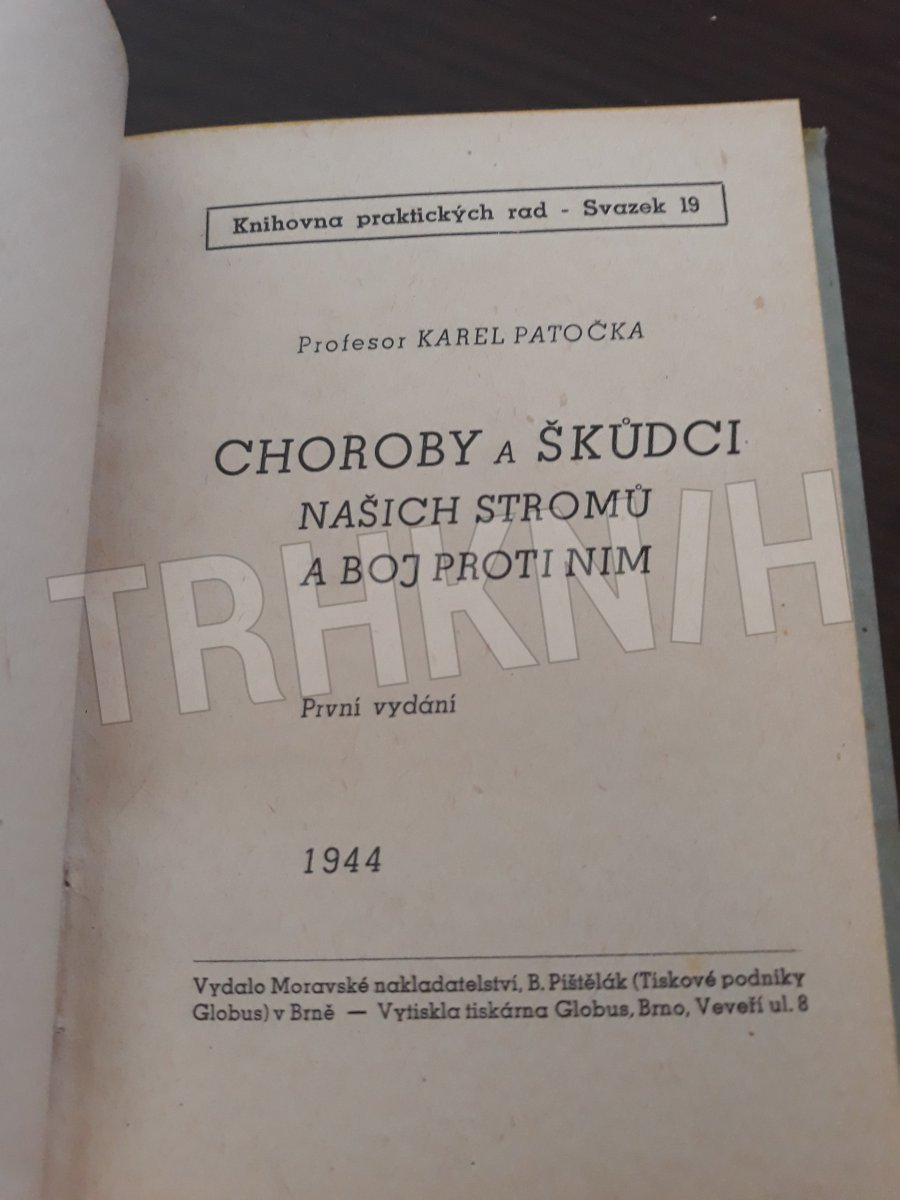 Knihovna praktických rad - Svazek 19
Profesor KAREL PATOČKA
CHOROBY A ŠKŮDCI
NAŠICH STROMŮ
A BOJ PROTI NIM
TRHKNIH
První vydání
1944
Vydalo Moravské nakladatelství, B. Pištělák (Tiskové podniky
Globus) v Brně — Vytiskla tiskárna Globus, Brno, Veveří ul. 8